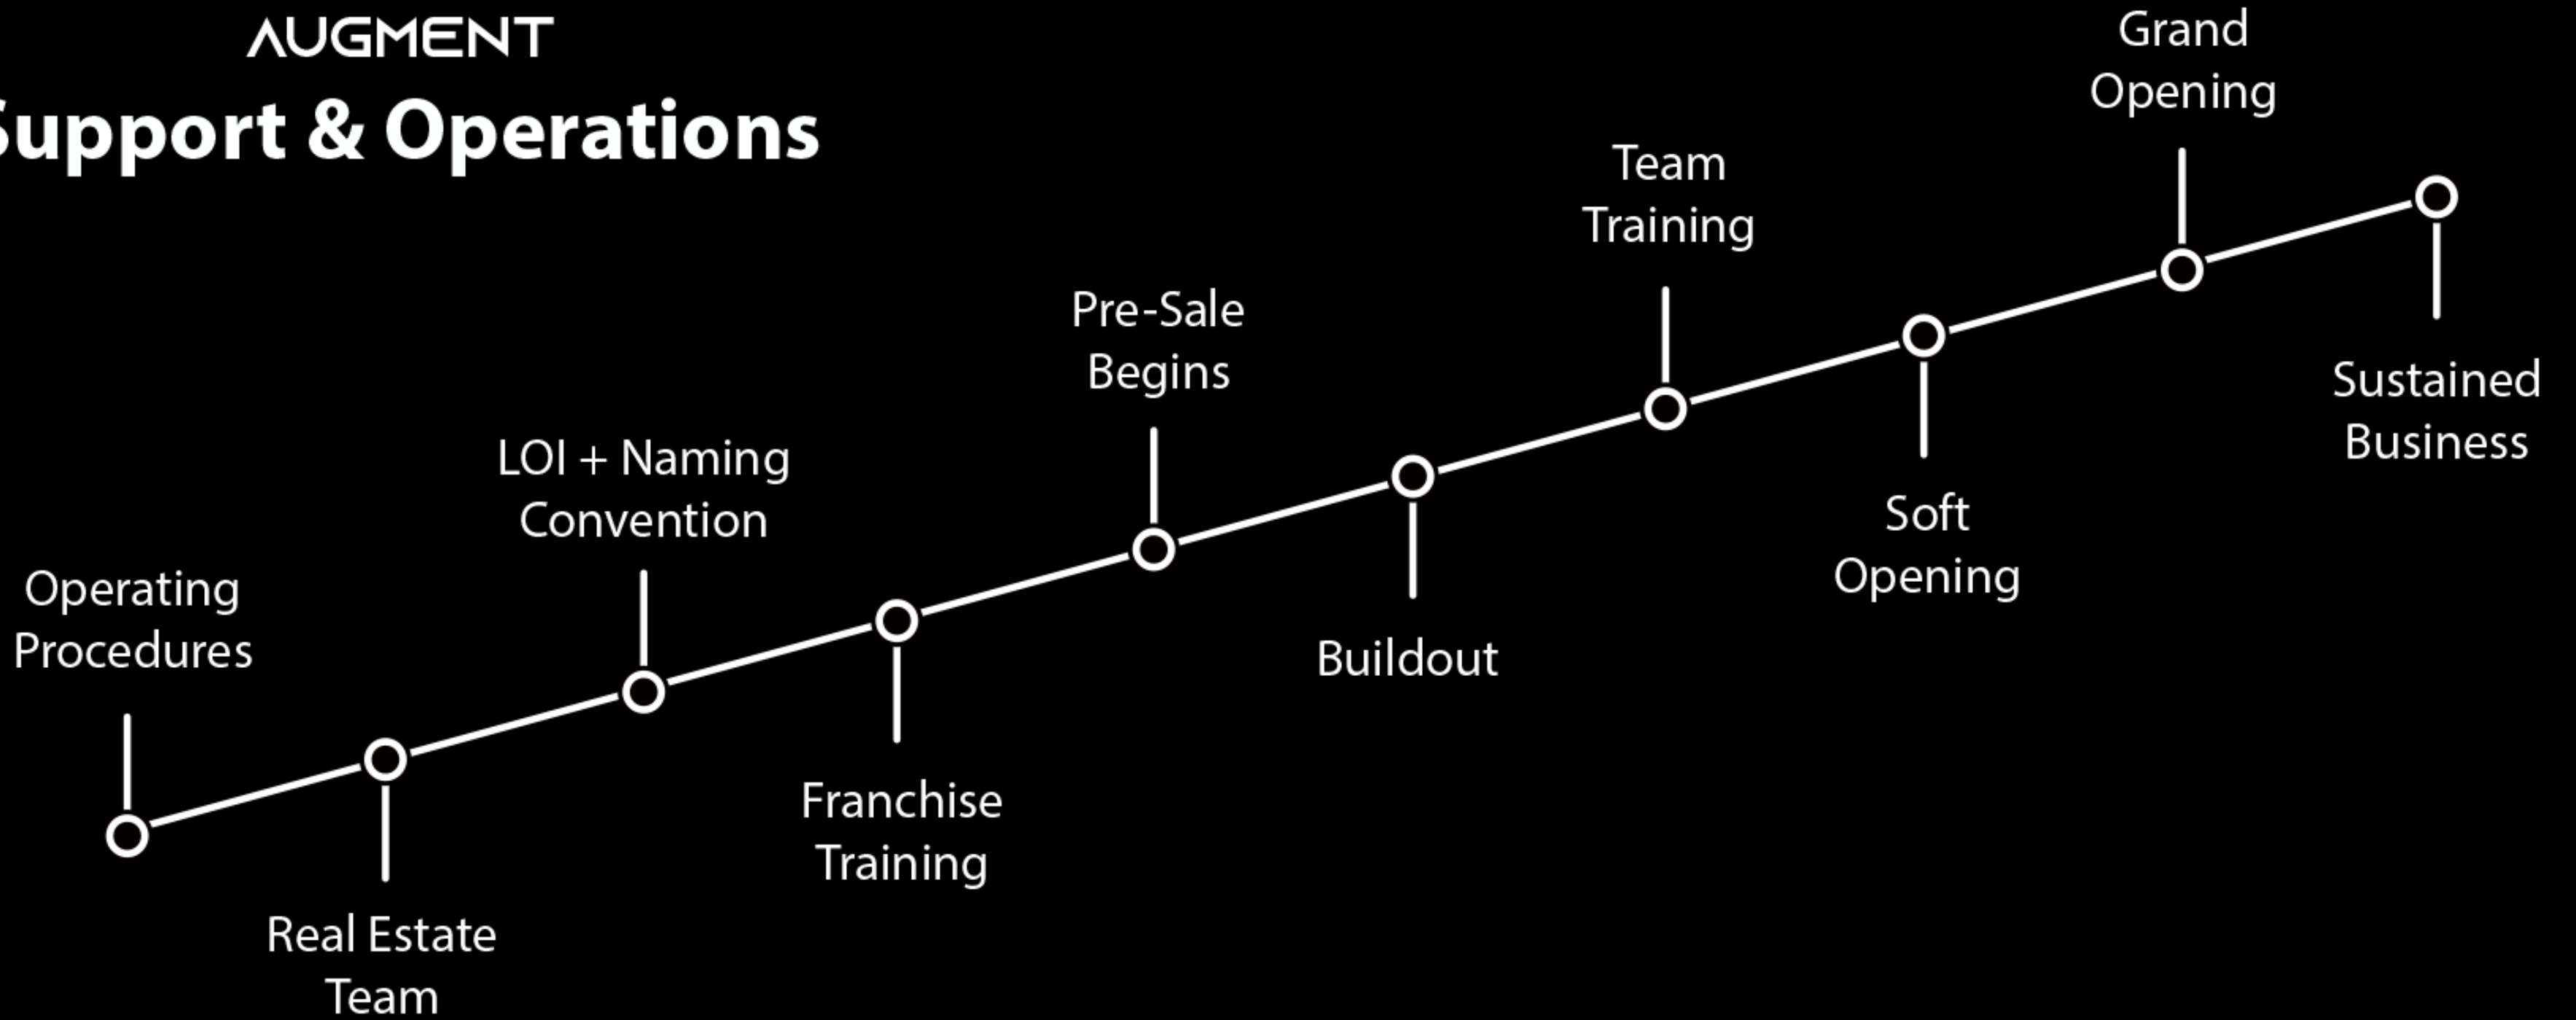 AUGMENT
Support & Operations
Operating
Procedures
Real Estate
Team
LOI + Naming
Convention
Franchise
Training
Pre-Sale
Begins
Buildout
Team
Training
Soft
Opening
Grand
Opening
Sustained
Business